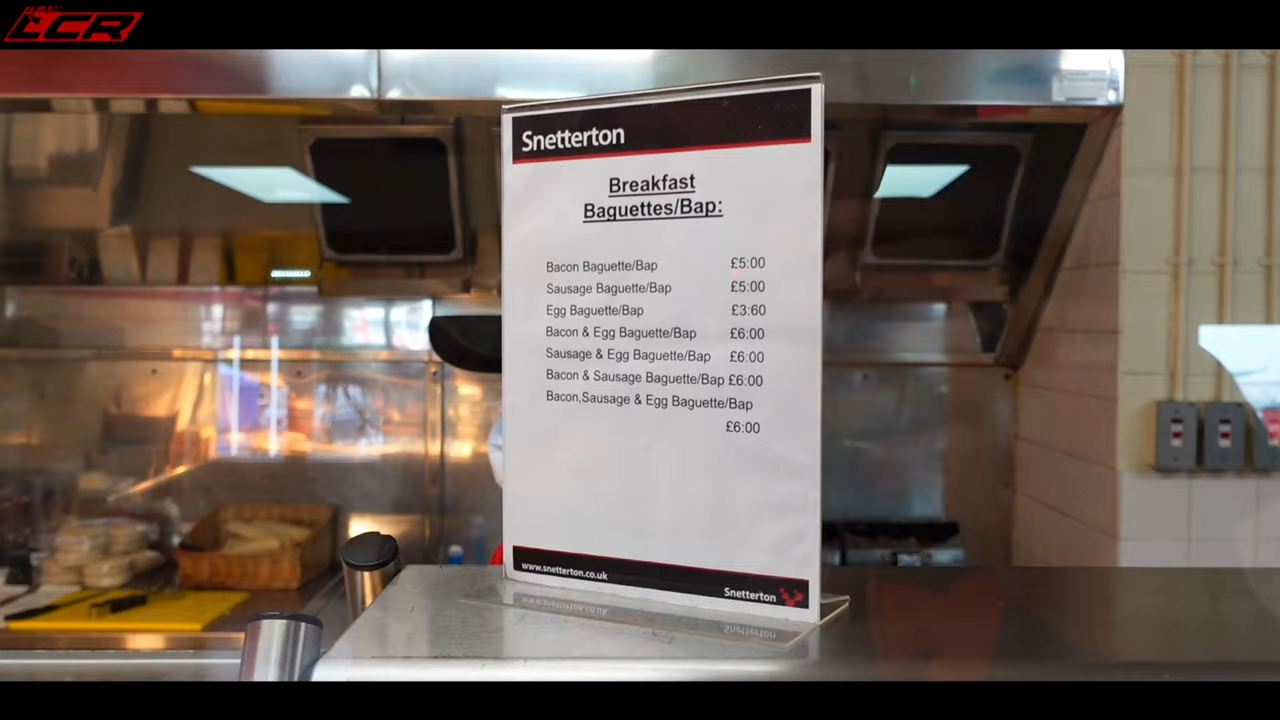 LCR
Snetterton
Breakfast
Baguettes/Bap:
Bacon Baguette/Bap £5:00
Sausage Baguette/Bap £5:00
Egg Baguette/Bap £3:60
Bacon & Egg Baguette/Bap £6:00
Sausage & Egg Baguette/Bap £6:00
Bacon & Sausage Baguette/Bap £6:00
Bacon,Sausage & Egg Baguette/Bap
£6:00
www.snetterton.co.uk
Snetterton